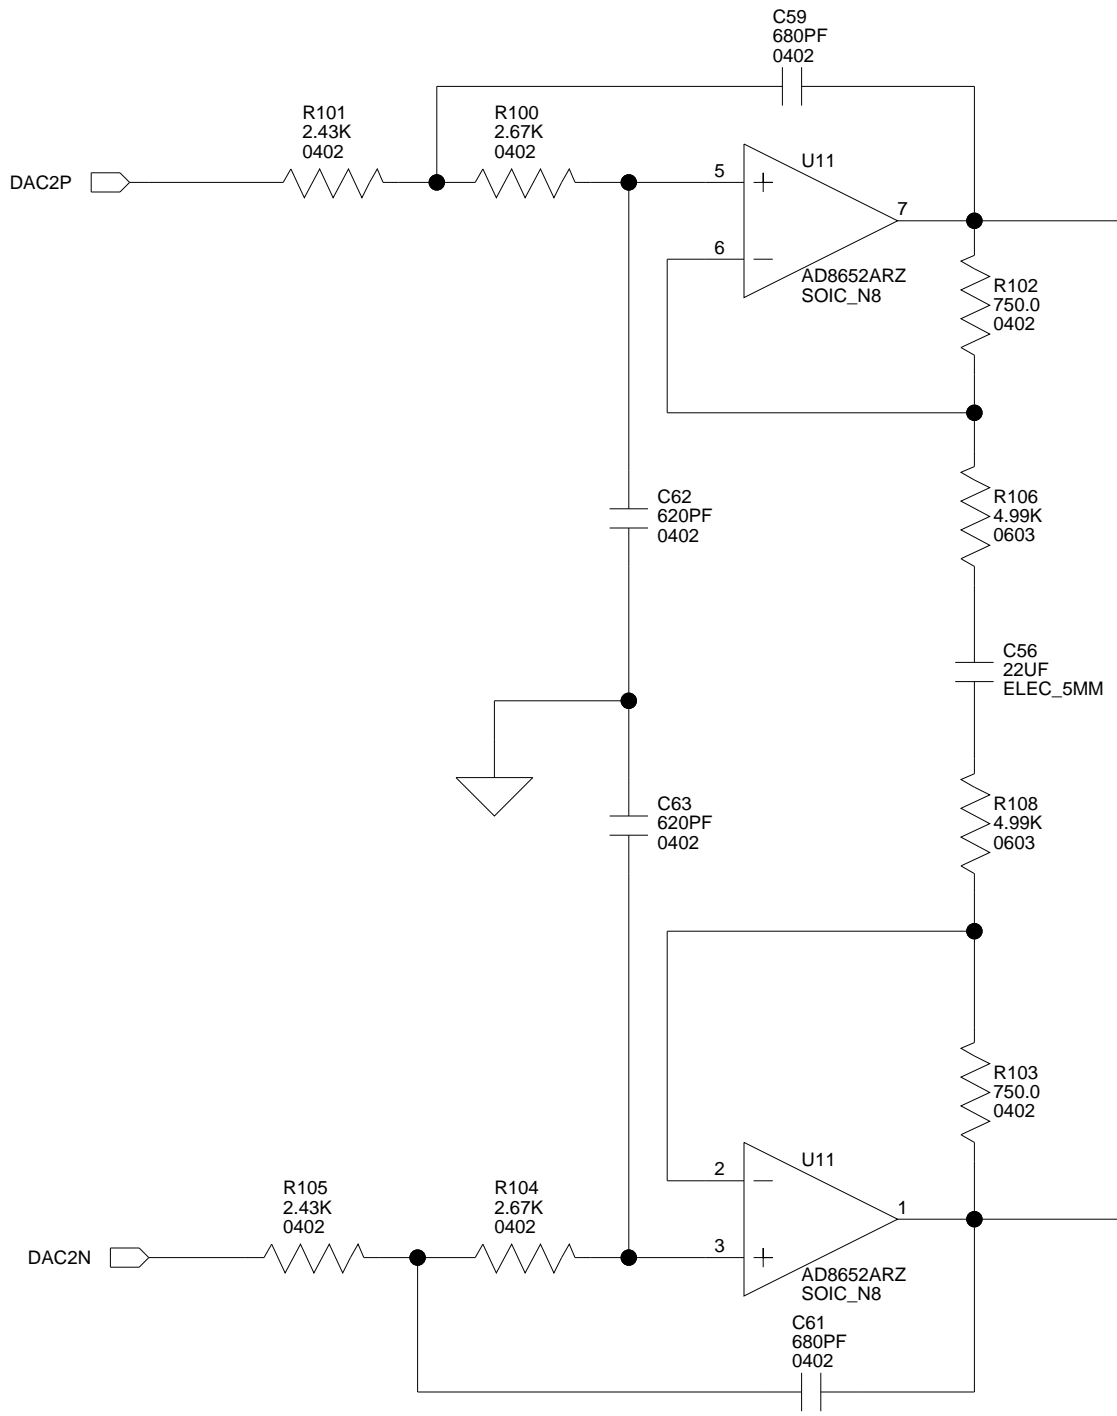 C59
680PF
0402
R101
2.43K
0402
R100
2.67K
0402
U11
DAC2P
5
+
7
6
−
AD8652ARZ
SOIC_N8
R102
750.0
0402
C62
620PF
0402
R106
4.99K
0603
C56
22UF
ELEC_5MM
C63
620PF
0402
R108
4.99K
0603
R103
750.0
0402
U11
2
−
1
R105
2.43K
0402
R104
2.67K
0402
DAC2N
3
+
AD8652ARZ
SOIC_N8
C61
680PF
0402